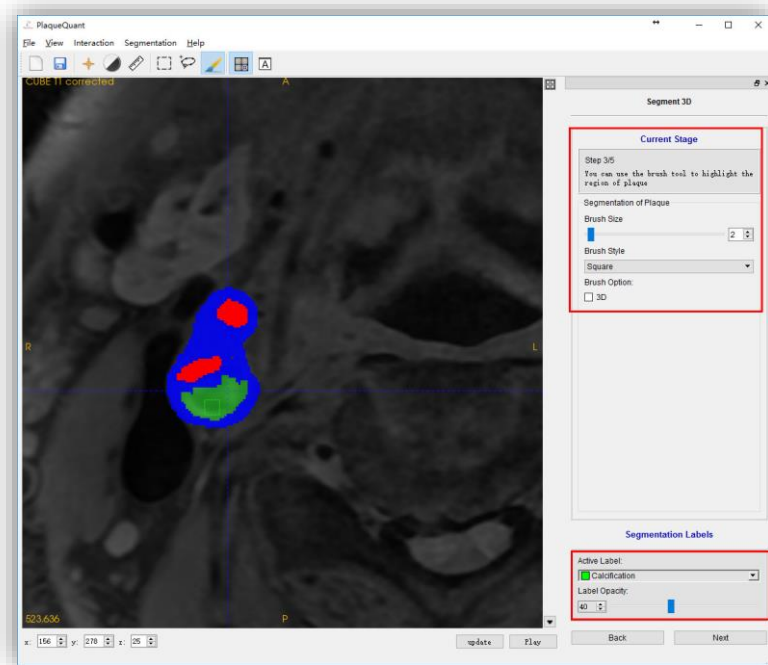 PlaqueQuant
File View Interaction Segmentation Help
A
CUBE T1 corrected
A
R
L
523.636
P
x: 156 y: 278 z: 25 update Play
Segment 3D
Current Stage
Step 3/5
You can use the brush tool to highlight the
region of plaque
Segmentation of Plaque
Brush Size
2
Brush Style
Square
Brush Option:
3D
Segmentation Labels
Active Label:
Calcification
Label Opacity:
40
Back Next